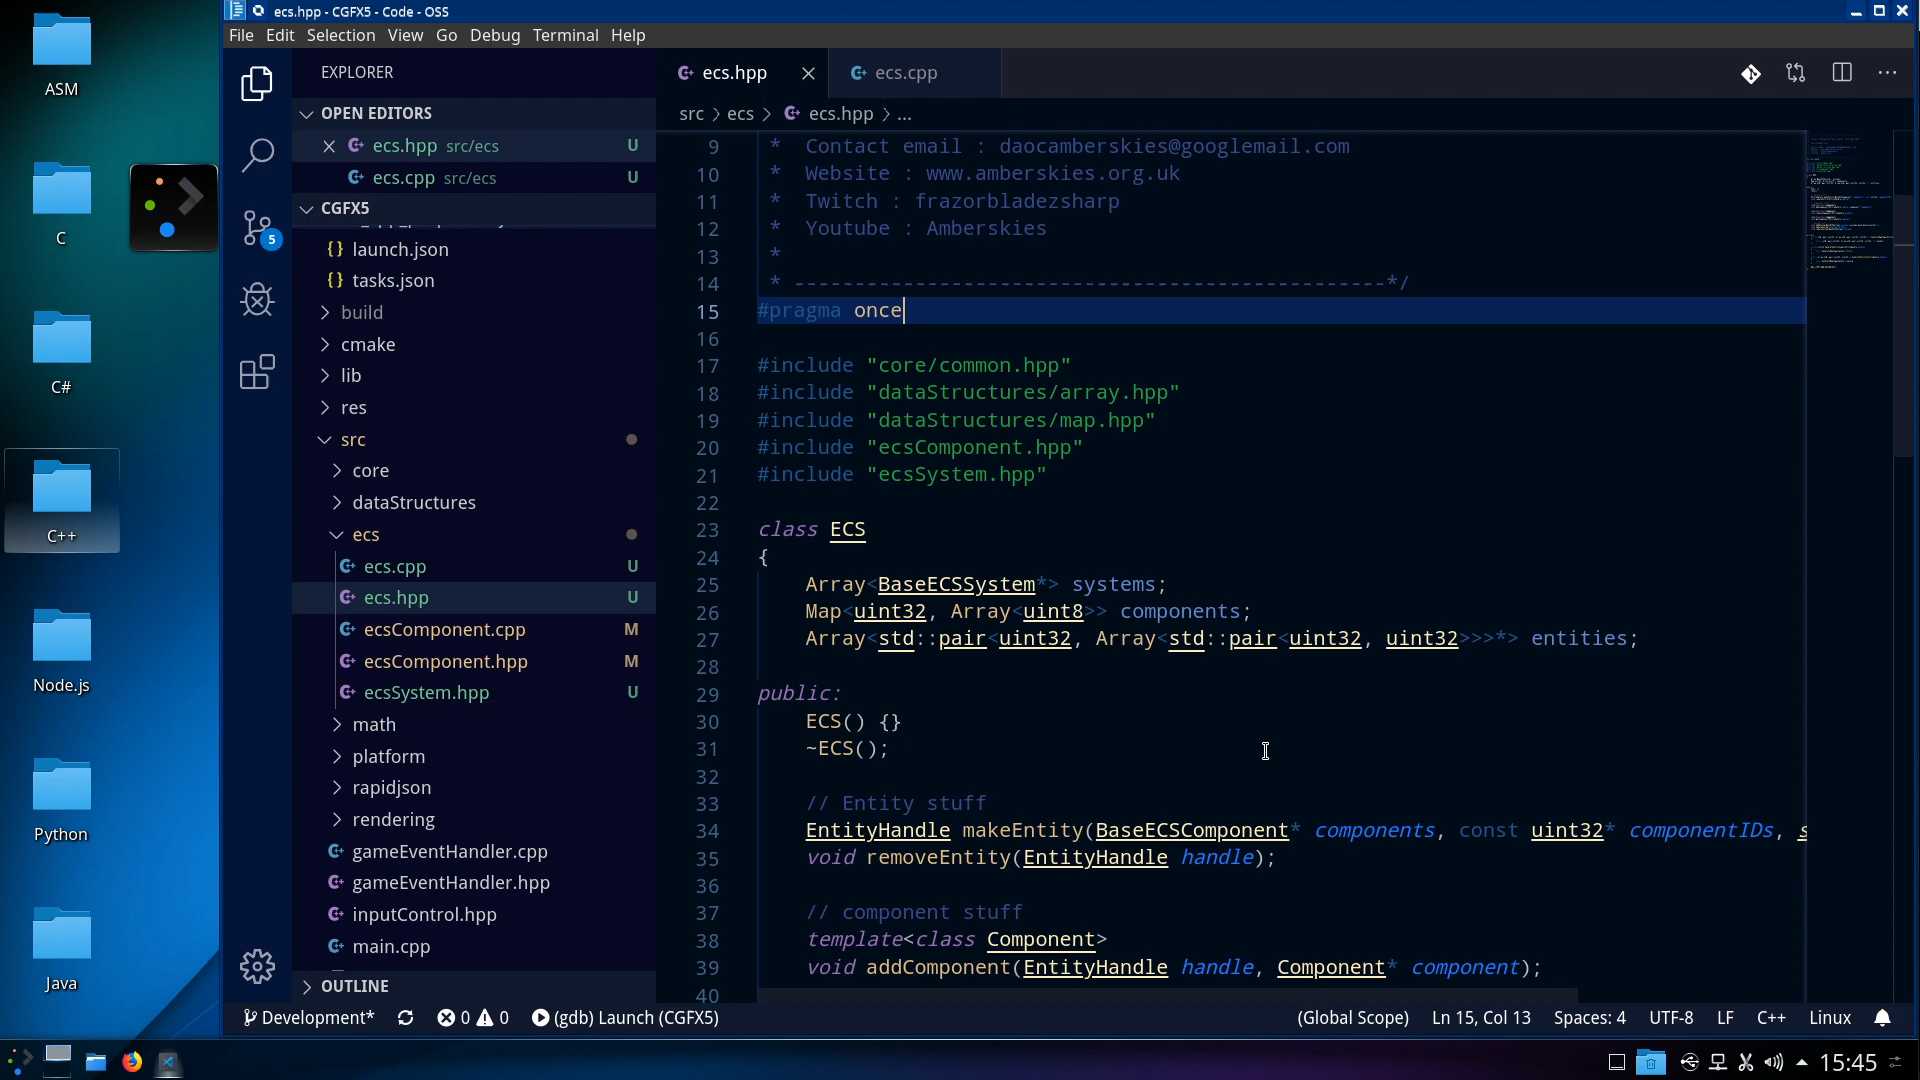 ecs.hpp - CGFX5 - Code - OSS
File Edit Selection View Go Debug Terminal Help
ASM
C
C#
C++
Node.js
Python
Java
5
EXPLORER
OPEN EDITORS
ecs.hpp src/ecs U
ecs.cpp src/ecs U
CGFX5
{} launch.json
{} tasks.json
build
cmake
lib
res
src
core
dataStructures
ecs
ecs.cpp U
ecs.hpp U
ecsComponent.cpp M
ecsComponent.hpp M
ecsSystem.hpp U
math
platform
rapidjson
rendering
gameEventHandler.cpp
gameEventHandler.hpp
inputControl.hpp
main.cpp
OUTLINE
ecs.hpp
ecs.cpp
src > ecs > ecs.hpp > ...
9 * Contact email : daocamberskies@googlemail.com
10 * Website : www.amberskies.org.uk
11 * Twitch : frazorbladezsharp
12 * Youtube : Amberskies
13 *
14 * -------------------------------------------------*/
15 #pragma once
16
17 #include "core/common.hpp"
18 #include "dataStructures/array.hpp"
19 #include "dataStructures/map.hpp"
20 #include "ecsComponent.hpp"
21 #include "ecsSystem.hpp"
22
23 class ECS
24 {
25 Array<BaseECSSystem*> systems;
26 Map<uint32, Array<uint8>> components;
27 Array<std::pair<uint32, Array<std::pair<uint32, uint32>>>*> entities;
28
29 public:
30 ECS() {}
31 ~ECS();
32
33 // Entity stuff
34 EntityHandle makeEntity(BaseECSComponent* components, const uint32* componentIDs, s
35 void removeEntity(EntityHandle handle);
36
37 // component stuff
38 template<class Component>
39 void addComponent(EntityHandle handle, Component* component);
40
Development* 0 0 (gdb) Launch (CGFX5) (Global Scope) Ln 15, Col 13 Spaces: 4 UTF-8 LF C++ Linux
15:45